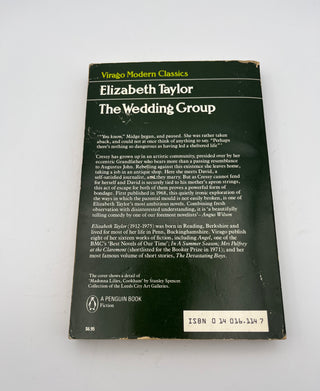 Virago Modern Classics
Elizabeth Taylor
The Wedding Group
'"You know," Midge began, and paused. She was rather taken
aback, and could not at once think of anything to say. "Perhaps
there's nothing so dangerous as having led a sheltered life"'
Cressy has grown up in an artistic community, presided over by her
eccentric Grandfather who bears more than a passing resemblance
to Augustus John. Rebelling against this existence she leaves home,
taking a job in an antique shop. Here she meets David, a
self-satisfied journalist, and they marry. But as Cressy cannot fend
for herself and David is securely tied to his mother's apron strings,
this act of escape for both of them proves a powerful form of
bondage. First published in 1968, this quietly ironic exploration of
the ways in which the parental mould is not easily broken, is one of
Elizabeth Taylor's most ambitious novels. Combining fresh
observation with disenchanted understanding, it is 'a beautifully
telling comedy by one of our foremost novelists' - Angus Wilson
Elizabeth Taylor (1912-1975) was born in Reading, Berkshire and
lived for most of her life in Penn, Buckinghamshire. Virago publish
eight of her sixteen works of fiction, including Angel, one of the
BMC's 'Best Novels of Our Time'; In A Summer Season; Mrs Palfrey
at the Claremont (shortlisted for the Booker Prize in 1971); and her
most famous volume of short stories, The Devastating Boys.
The cover shows a detail of
'Madonna Lilies, Cookham' by Stanley Spencer
Collection of the Leeds City Art Galleries.
A PENGUIN BOOK
Fiction
$6.95
ISBN 0 14 016.114 7